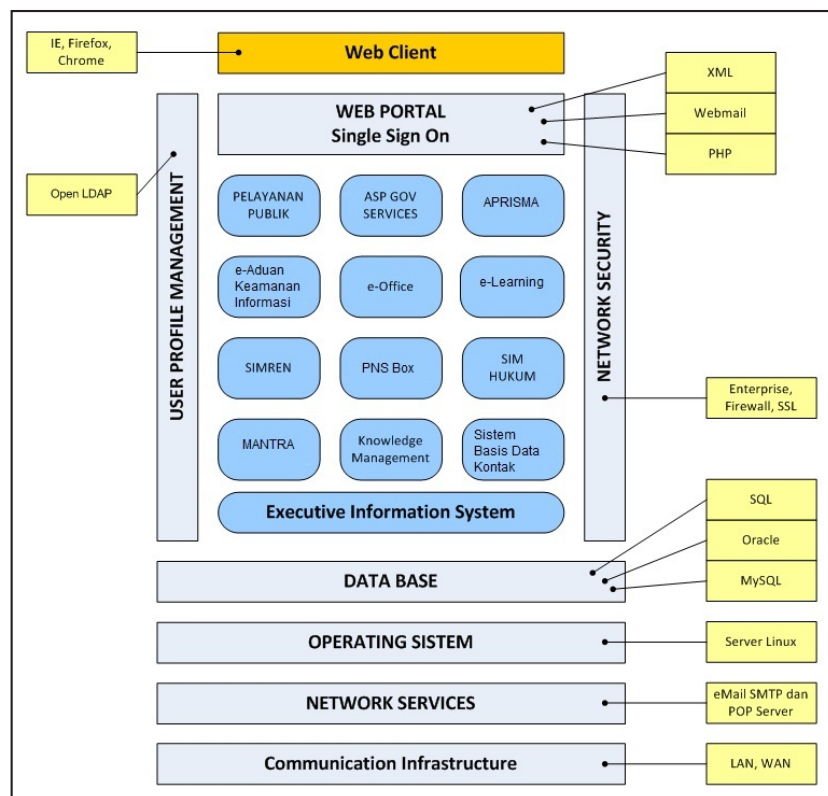 IE, Firefox,
Chrome
Web Client
XML
WEB PORTAL
Single Sign On
Webmail
PHP
Open LDAP
USER PROFILE MANAGEMENT
NETWORK SECURITY
PELAYANAN
PUBLIK
ASP GOV
SERVICES
APRISMA
e-Aduan
Keamanan
Informasi
e-Office
e-Learning
SIMREN
PNS Box
SIM
HUKUM
Enterprise,
Firewall, SSL
MANTRA
Knowledge
Management
Sistem
Basis Data
Kontak
Executive Information System
SQL
Oracle
MySQL
DATA BASE
OPERATING SISTEM
Server Linux
NETWORK SERVICES
eMail SMTP dan
POP Server
Communication Infrastructure
LAN, WAN